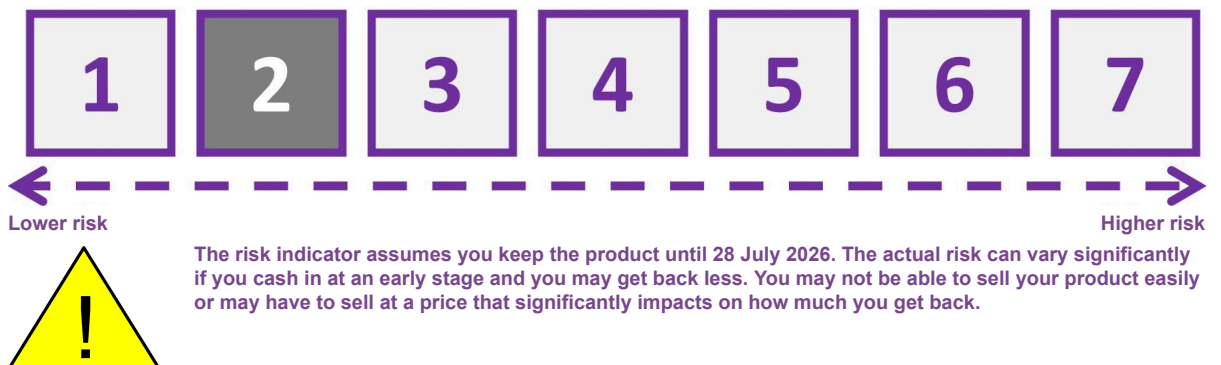 1 2 3 4 5 6 7
Lower risk Higher risk
The risk indicator assumes you keep the product until 28 July 2026. The actual risk can vary significantly
if you cash in at an early stage and you may get back less. You may not be able to sell your product easily
or may have to sell at a price that significantly impacts on how much you get back.
!